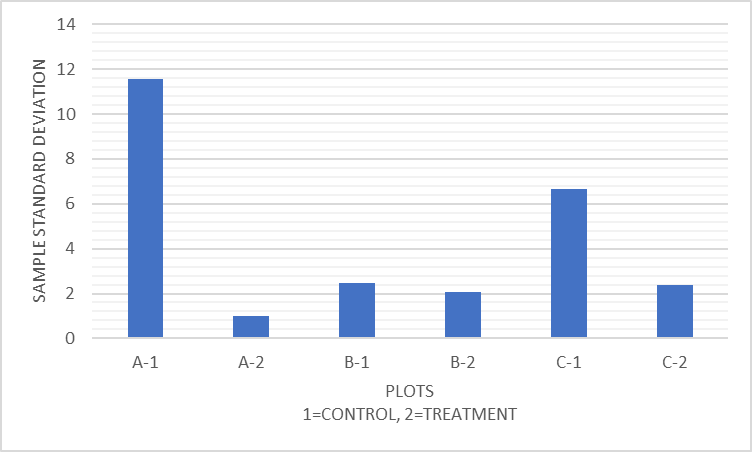 SAMPLE STANDARD DEVIATION
14
12
10
8
6
4
2
0
A-1 A-2 B-1 B-2 C-1 C-2
PLOTS
1=CONTROL, 2=TREATMENT